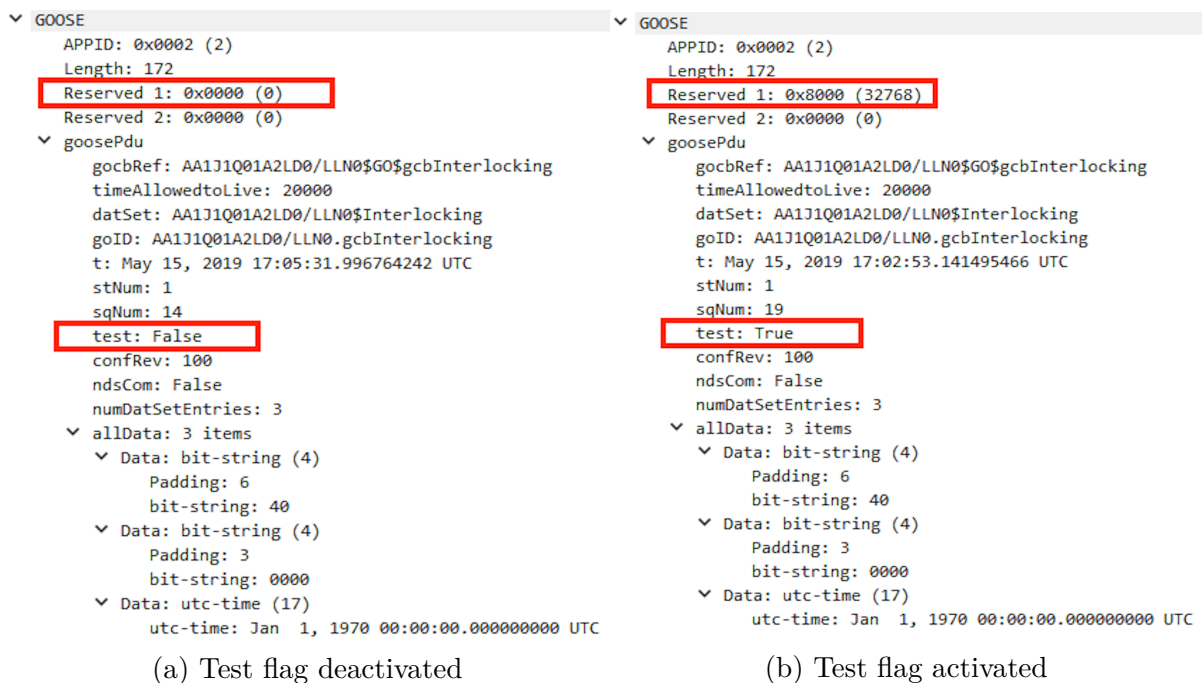 GOOSE
APPID: 0x0002 (2)
Length: 172
Reserved 1: 0x0000 (0)
Reserved 2: 0x0000 (0)
goosePdu
gocbRef: AA1J1Q01A2LD0/LLN0$GO$gcbInterlocking
timeAllowedtoLive: 20000
datSet: AA1J1Q01A2LD0/LLN0$Interlocking
goID: AA1J1Q01A2LD0/LLN0.gcbInterlocking
t: May 15, 2019 17:05:31.996764242 UTC
stNum: 1
sqNum: 14
test: False
confRev: 100
ndsCom: False
numDatSetEntries: 3
allData: 3 items
Data: bit-string (4)
Padding: 6
bit-string: 40
Data: bit-string (4)
Padding: 3
bit-string: 0000
Data: utc-time (17)
utc-time: Jan  1, 1970 00:00:00.000000000 UTC
(a) Test flag deactivated
GOOSE
APPID: 0x0002 (2)
Length: 172
Reserved 1: 0x8000 (32768)
Reserved 2: 0x0000 (0)
goosePdu
gocbRef: AA1J1Q01A2LD0/LLN0$GO$gcbInterlocking
timeAllowedtoLive: 20000
datSet: AA1J1Q01A2LD0/LLN0$Interlocking
goID: AA1J1Q01A2LD0/LLN0.gcbInterlocking
t: May 15, 2019 17:02:53.141495466 UTC
stNum: 1
sqNum: 19
test: True
confRev: 100
ndsCom: False
numDatSetEntries: 3
allData: 3 items
Data: bit-string (4)
Padding: 6
bit-string: 40
Data: bit-string (4)
Padding: 3
bit-string: 0000
Data: utc-time (17)
utc-time: Jan  1, 1970 00:00:00.000000000 UTC
(b) Test flag activated